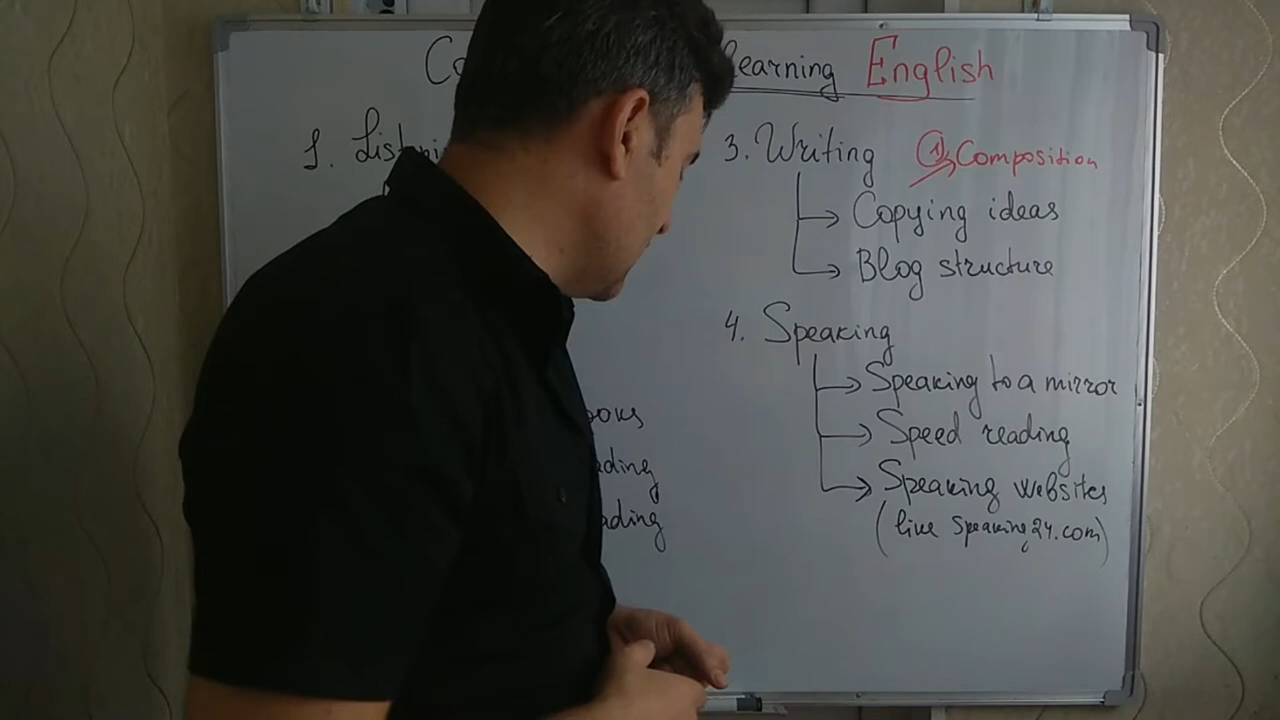 learning English
1.
3. Writing 1 Composition
Copying ideas
Blog structure
4. Speaking
Speaking to a mirror
Speed reading
Speaking websites
(like Speaking24.com)